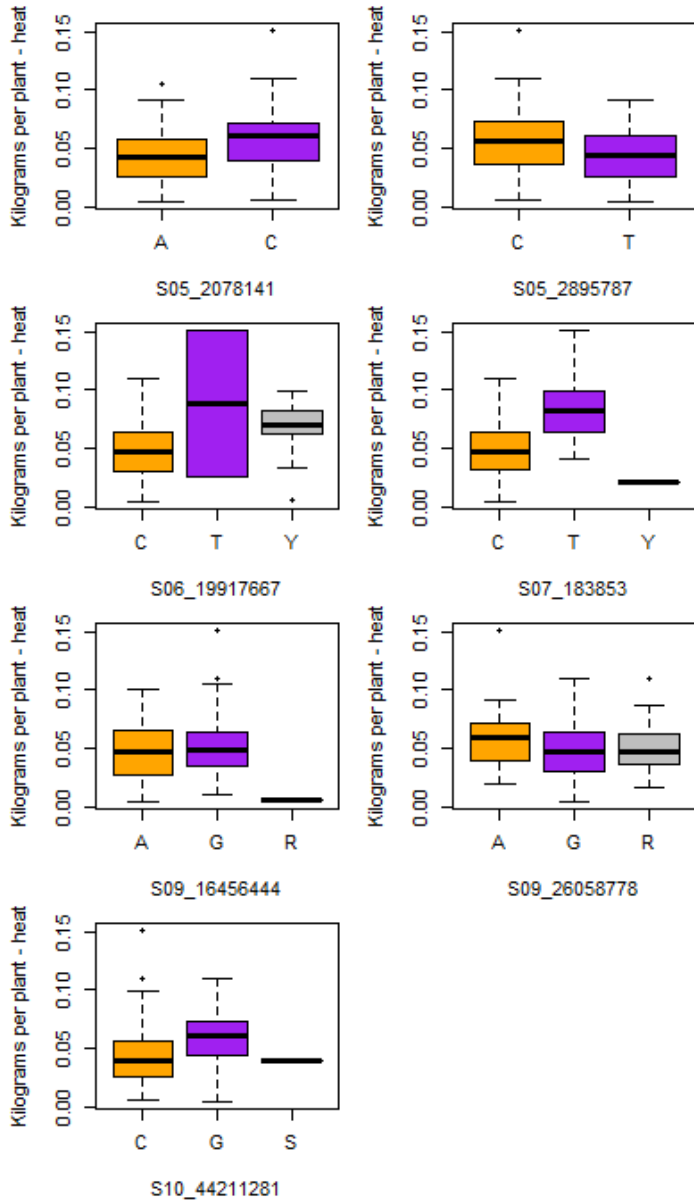 Kilograms per plant - heat
0.00 0.05 0.10 0.15
A C
S05_2078141
Kilograms per plant - heat
0.00 0.05 0.10 0.15
C T
S05_2895787
Kilograms per plant - heat
0.00 0.05 0.10 0.15
C T Y
S06_19917667
Kilograms per plant - heat
0.00 0.05 0.10 0.15
C T Y
S07_183853
Kilograms per plant - heat
0.00 0.05 0.10 0.15
A G R
S09_16456444
Kilograms per plant - heat
0.00 0.05 0.10 0.15
A G R
S09_26058778
Kilograms per plant - heat
0.00 0.05 0.10 0.15
C G S
S10_44211281